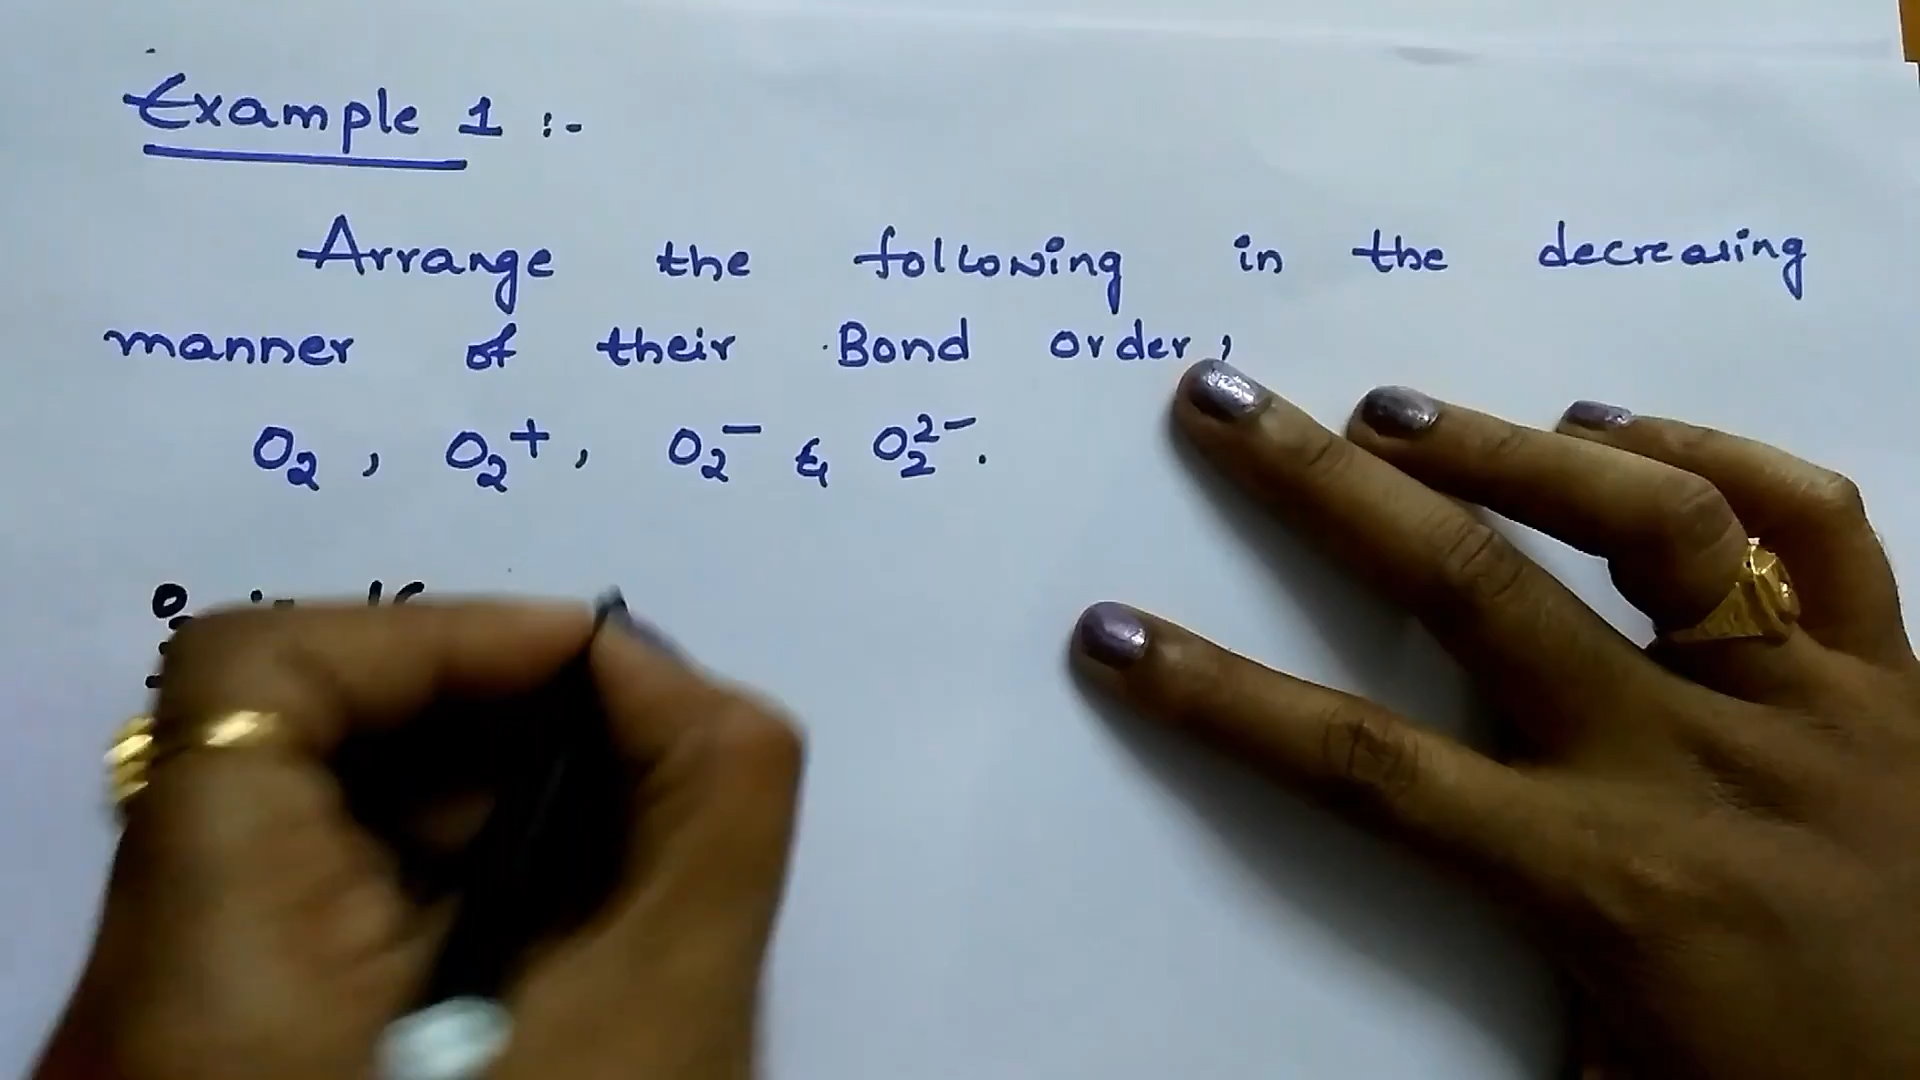 Example 1 :-
Arrange the following in the decreasing
manner of their Bond order,
O₂ , O₂⁺ , O₂⁻ & O₂²⁻.